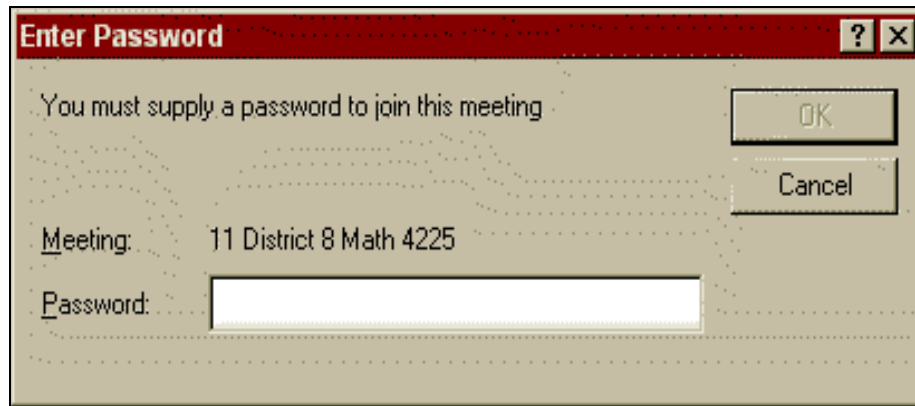 Enter Password
You must supply a password to join this meeting
OK
Cancel
Meeting: 11 District 8 Math 4225
Password: